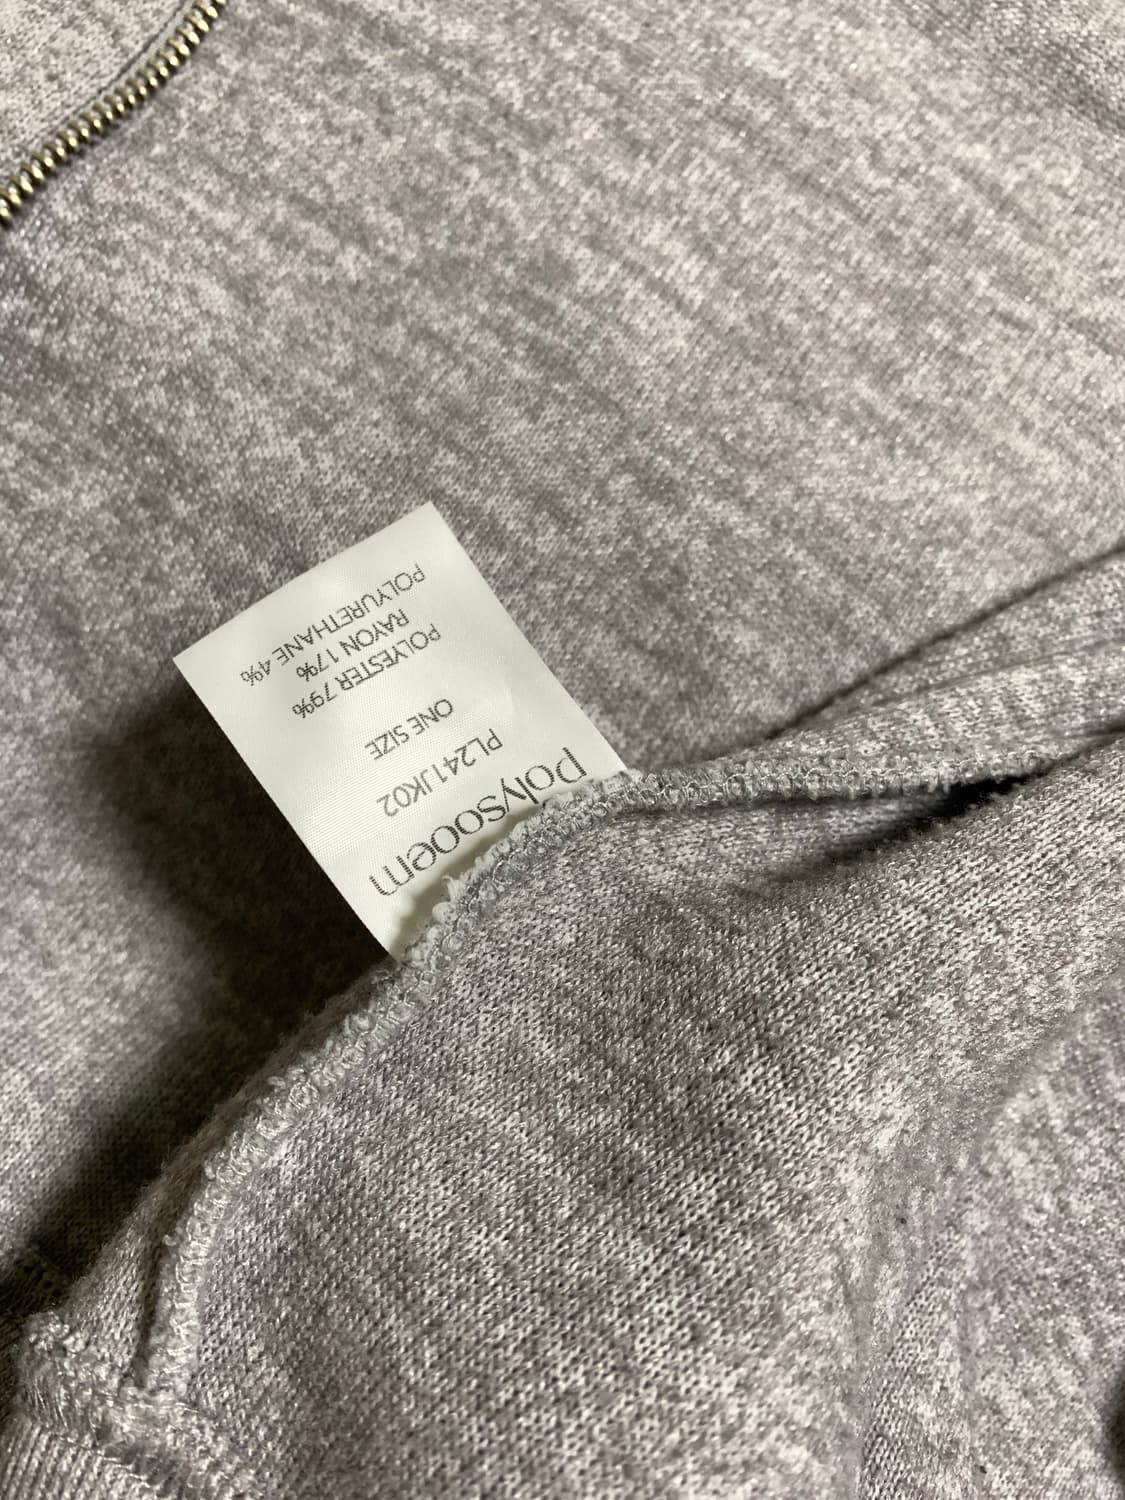 polysooem
PL241JK02
ONE SIZE
POLYESTER 79%
RAYON 17%
POLYURETHANE 4%